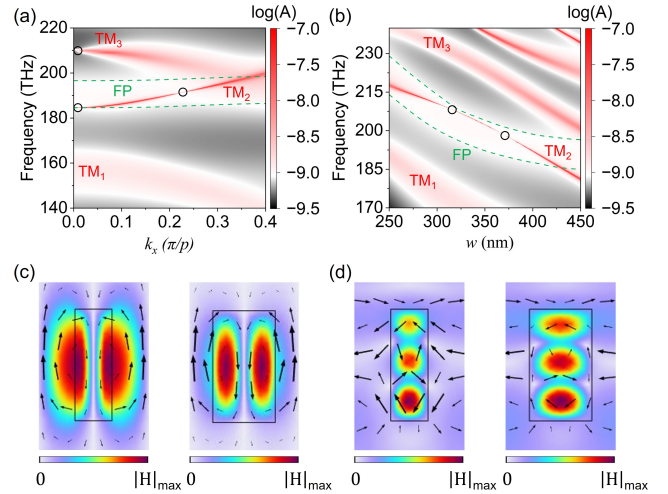 (a)
log(A)
220
200
180
160
140
Frequency (THz)
TM₃
FP
TM₂
TM₁
0.0
0.1
0.2
0.3
0.4
kₓ (π/p)
−7.0
−7.5
−8.0
−8.5
−9.0
−9.5
(b)
log(A)
230
215
200
185
170
Frequency (THz)
TM₃
FP
TM₂
TM₁
250
300
350
400
450
w (nm)
−7.0
−7.5
−8.0
−8.5
−9.0
−9.5
(c)
0 |H|max
0 |H|max
(d)
0 |H|max
0 |H|max